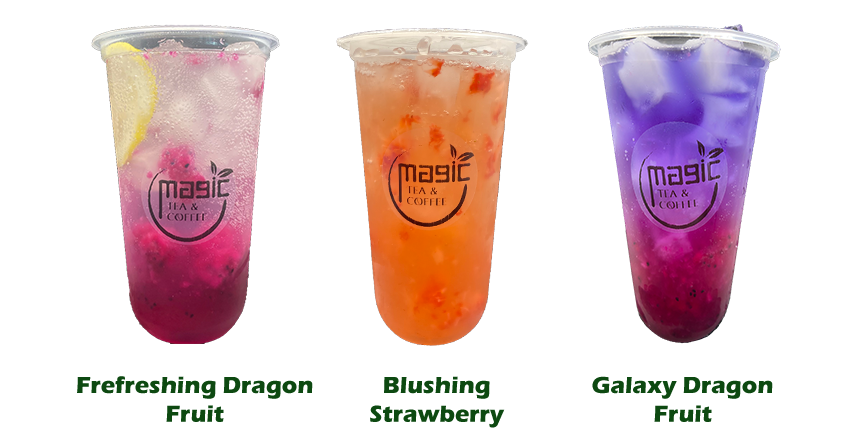 magic
TEA &
COFFEE
magic
TEA &
COFFEE
magic
TEA &
COFFEE
Frefreshing Dragon
Fruit
Blushing
Strawberry
Galaxy Dragon
Fruit